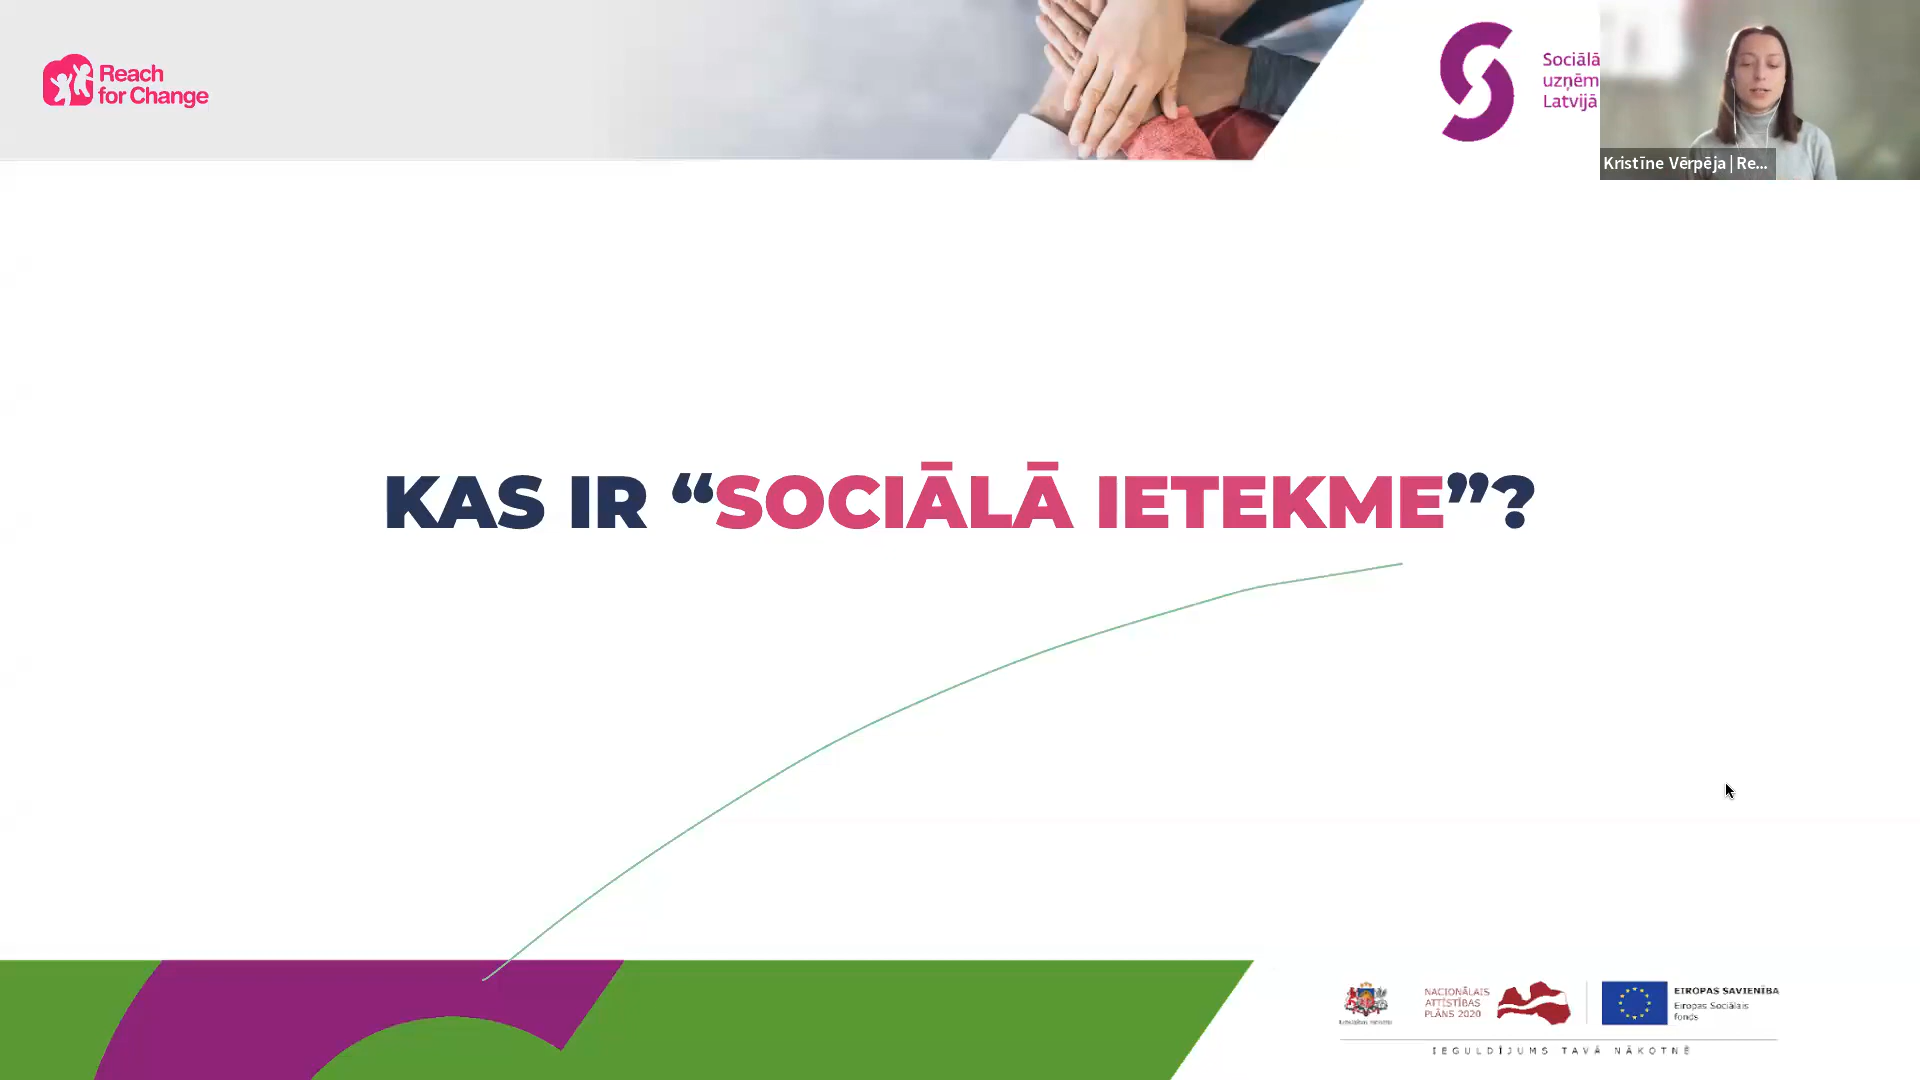 Reach
for Change
Sociālā
uzņēm
Latvijā
Kristīne Vērpēja | Re...
KAS IR “SOCIĀLĀ IETEKME”?
NACIONĀLAIS
ATTĪSTĪBAS
PLĀNS 2020
EIROPAS SAVIENĪBA
Eiropas Sociālais
fonds
IEGULDĪJUMS TAVĀ NĀKOTNĒ